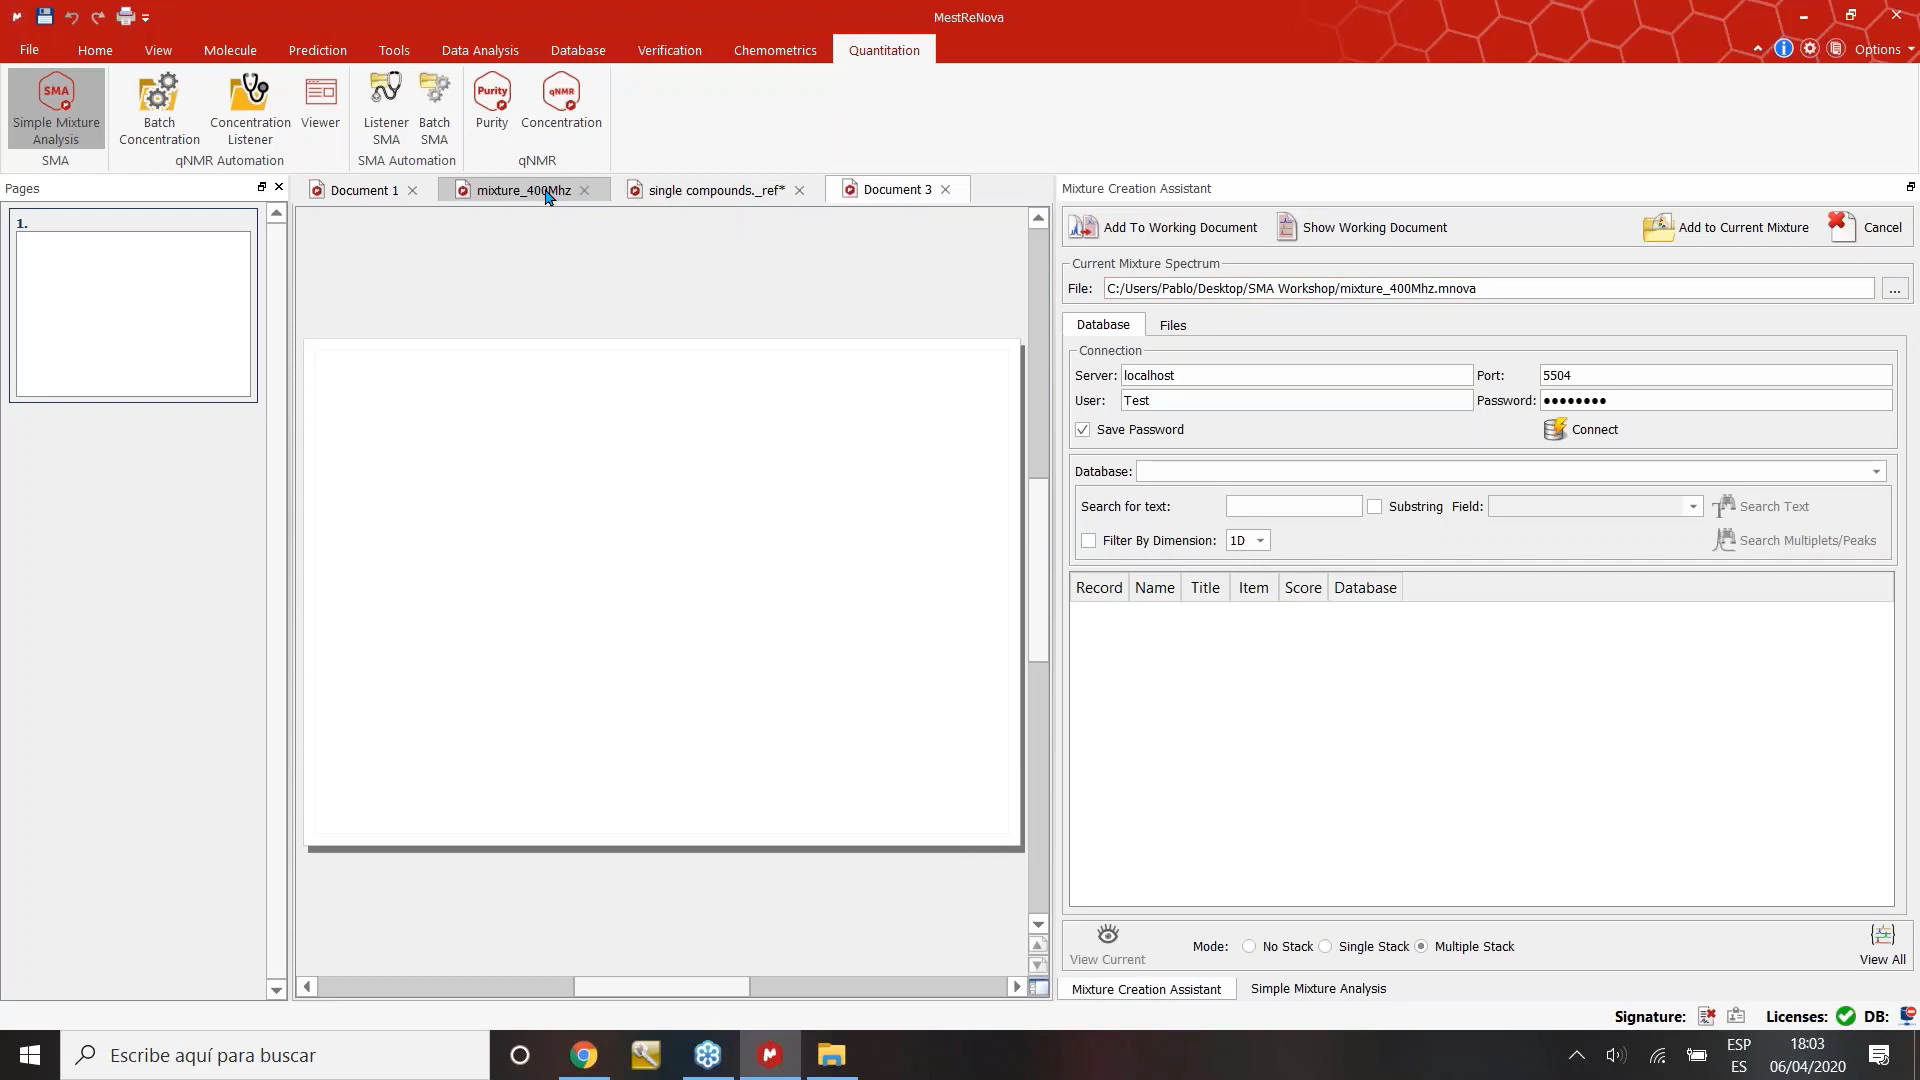 MestReNova
File Home View Molecule Prediction Tools Data Analysis Database Verification Chemometrics Quantitation Options
SMA Purity qNMR
Simple Mixture Analysis
Batch Concentration
Concentration Listener
Viewer
Listener SMA
Batch SMA
Purity
Concentration
SMA qNMR Automation SMA Automation qNMR
Pages
Document 1 mixture_400Mhz single compounds._ref* Document 3
1.
Mixture Creation Assistant
Add To Working Document Show Working Document Add to Current Mixture Cancel
Current Mixture Spectrum
File: C:/Users/Pablo/Desktop/SMA Workshop/mixture_400Mhz.mnova ...
Database Files
Connection
Server: localhost Port: 5504
User: Test Password: ●●●●●●●●
Save Password Connect
Database:
Search for text: Substring Field: Search Text
Filter By Dimension: 1D Search Multiplets/Peaks
Record Name Title Item Score Database
View Current Mode: No Stack Single Stack Multiple Stack View All
Mixture Creation Assistant Simple Mixture Analysis
Signature: Licenses: DB:
Escribe aquí para buscar
ESP
ES
18:03
06/04/2020